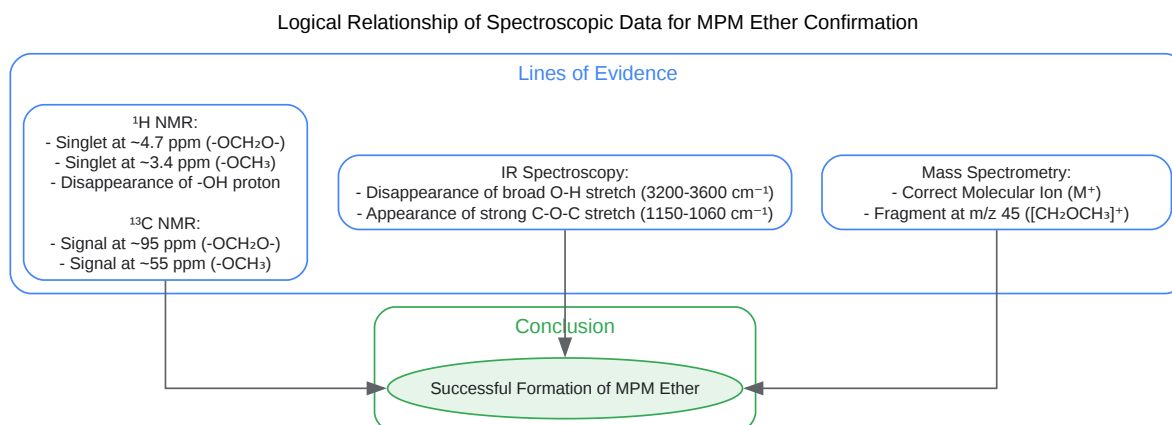 Logical Relationship of Spectroscopic Data for MPM Ether Confirmation
Lines of Evidence
¹H NMR:
- Singlet at ~4.7 ppm (-OCH₂O-)
- Singlet at ~3.4 ppm (-OCH₃)
- Disappearance of -OH proton
¹³C NMR:
- Signal at ~95 ppm (-OCH₂O-)
- Signal at ~55 ppm (-OCH₃)
IR Spectroscopy:
- Disappearance of broad O-H stretch (3200-3600 cm⁻¹)
- Appearance of strong C-O-C stretch (1150-1060 cm⁻¹)
Mass Spectrometry:
- Correct Molecular Ion (M⁺)
- Fragment at m/z 45 ([CH₂OCH₃]⁺)
Conclusion
Successful Formation of MPM Ether